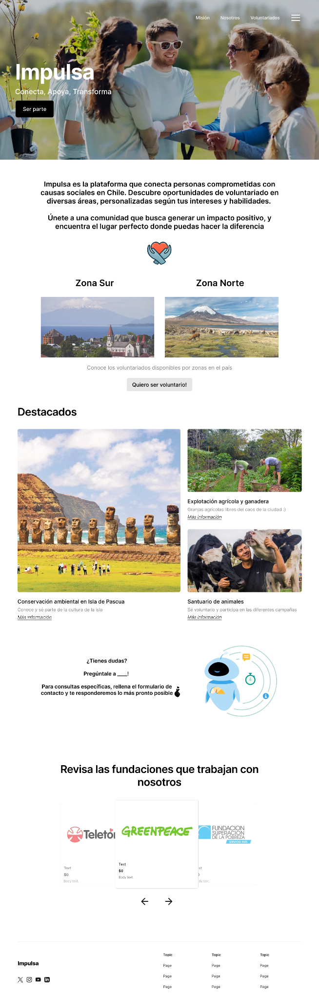 Misión
Nosotros
Voluntariados
Impulsa
Conecta, Apoya, Transforma
Ser parte
Impulsa es la plataforma que conecta personas comprometidas con
causas sociales en Chile. Descubre oportunidades de voluntariado en
diversas áreas, personalizadas según tus intereses y habilidades.
Únete a una comunidad que busca generar un impacto positivo, y
encuentra el lugar perfecto donde puedas hacer la diferencia
Zona Sur
Zona Norte
Conoce los voluntariados disponibles por zonas en el país
Quiero ser voluntario!
Destacados
Conservación ambiental en Isla de Pascua
Conoce y sé parte de la cultura de la isla
Más información
Explotación agrícola y ganadera
Granjas agrícolas libres del caos de la ciudad :)
Más información
Santuario de animales
Sé voluntario y participa en las diferentes campañas
Más información
¿Tienes dudas?
Pregúntale a ____!
Para consultas específicas, rellena el formulario de
contacto y te responderemos lo más pronto posible
Revisa las fundaciones que trabajan con
nosotros
Teletón
Text
$0
Body text.
GREENPEACE
Text
$0
Body text.
FUNDACION
SUPERACIÓN
DE LA POBREZA
SERVICIO PAÍS
xt
0
dy text.
Impulsa
Topic
Page
Page
Page
Topic
Page
Page
Page
Topic
Page
Page
Page